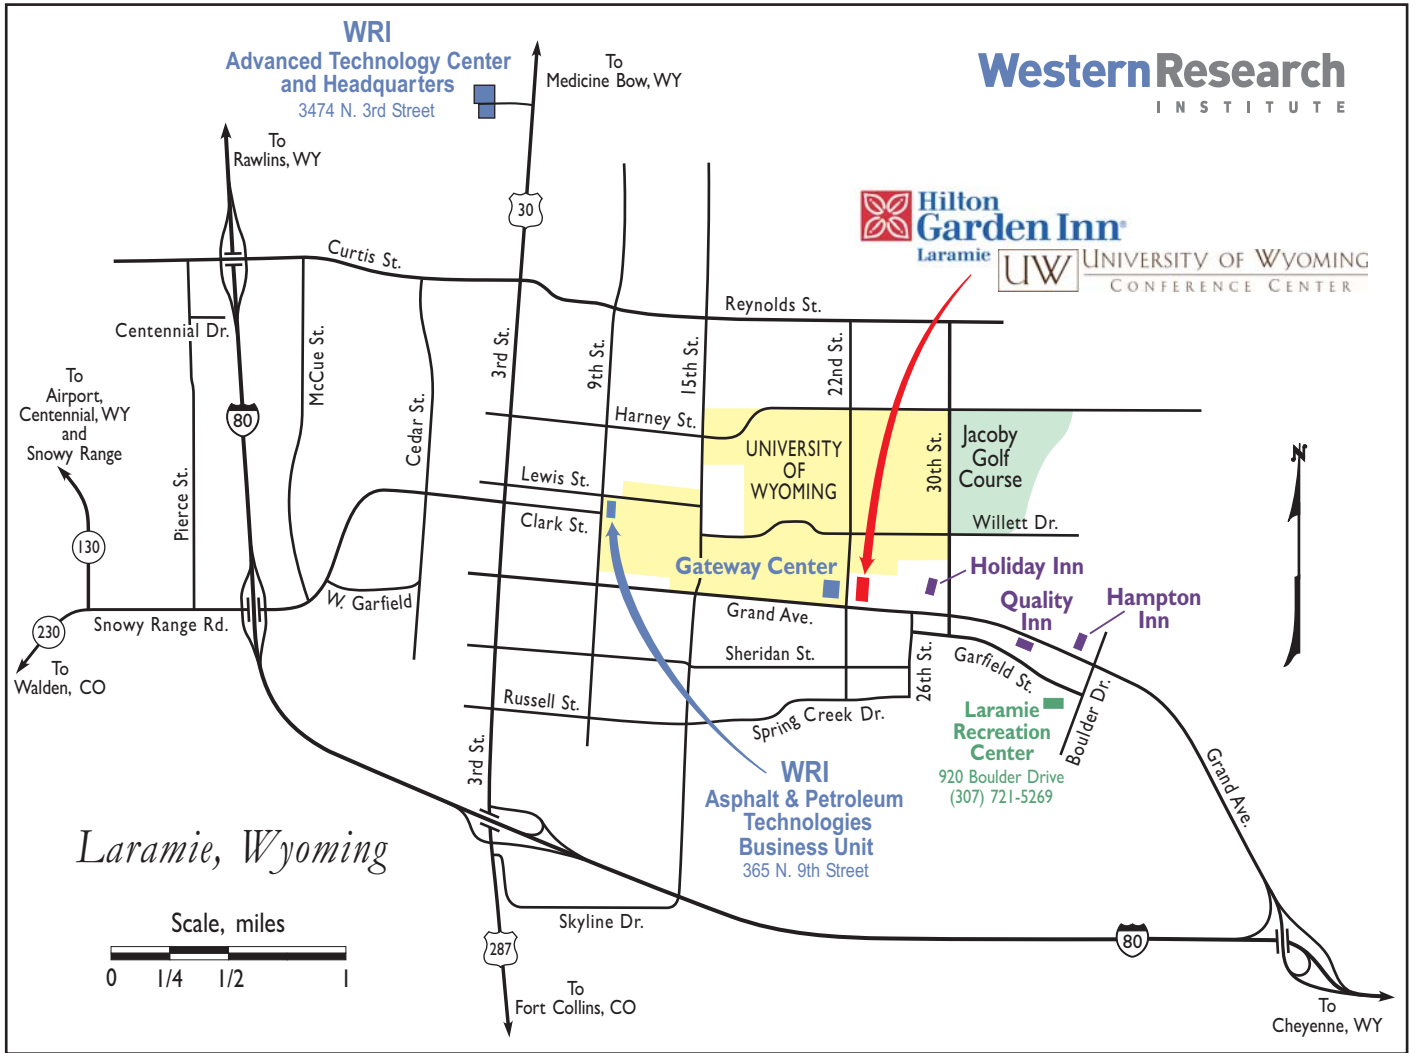 WRI
Advanced Technology Center
and Headquarters
3474 N. 3rd Street
To
Medicine Bow, WY
WesternResearch
INSTITUTE
To
Rawlins, WY
30
Hilton
Garden Inn®
Laramie
UW
UNIVERSITY OF WYOMING
CONFERENCE CENTER
Curtis St.
Reynolds St.
Centennial Dr.
McCue St.
3rd St.
9th St.
15th St.
22nd St.
To
Airport,
Centennial, WY
and
Snowy Range
80
Cedar St.
Harney St.
UNIVERSITY
OF
WYOMING
30th St.
Jacoby
Golf
Course
N
Pierce St.
Lewis St.
Clark St.
Willett Dr.
130
Gateway Center
Holiday Inn
W. Garfield
Grand Ave.
Quality
Inn
Hampton
Inn
230
Snowy Range Rd.
To
Walden, CO
Sheridan St.
26th St.
Garfield St.
Russell St.
Spring Creek Dr.
Boulder Dr.
Laramie
Recreation
Center
920 Boulder Drive
(307) 721-5269
3rd St.
WRI
Asphalt & Petroleum
Technologies
Business Unit
365 N. 9th Street
Grand Ave.
Laramie, Wyoming
Scale, miles
0 1/4 1/2 1
Skyline Dr.
287
80
To
Fort Collins, CO
To
Cheyenne, WY